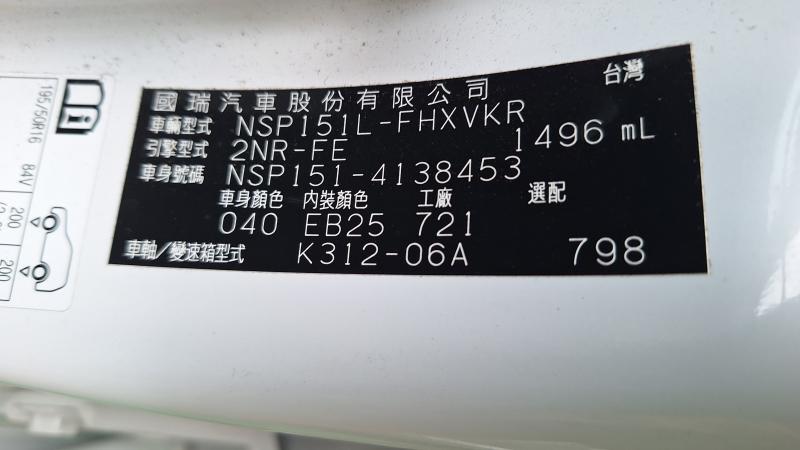 國瑞汽車股份有限公司 台灣
車輛型式 NSP151L-FHXVKR
引擎型式 2NR-FE 1496 mL
車身號碼 NSP151-4138453
車身顏色 內裝顏色 工廠 選配
040 EB25 721
車軸/變速箱型式 K312-06A 798
195/50R16 84V
200
200